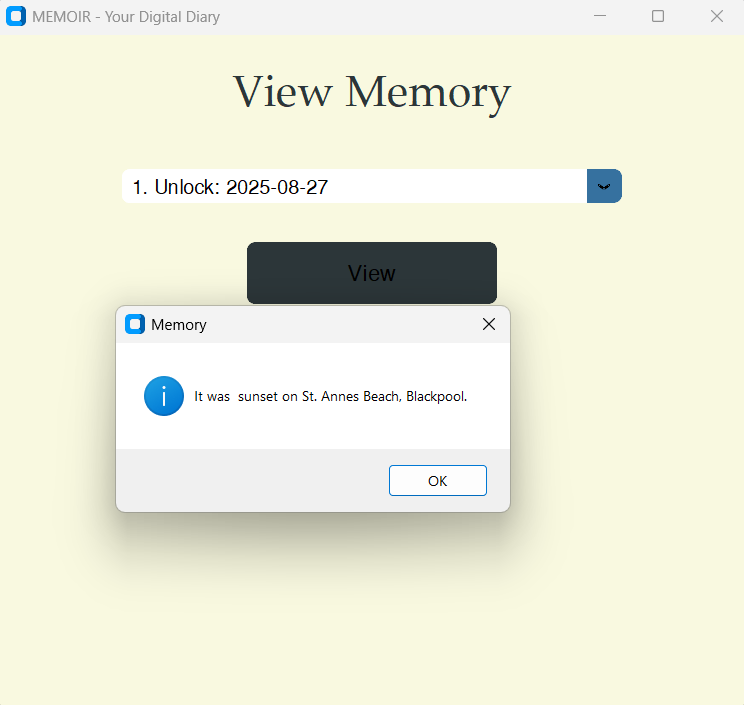 MEMOIR - Your Digital Diary
View Memory
1. Unlock: 2025-08-27
View
Memory
It was  sunset on St. Annes Beach, Blackpool.
OK